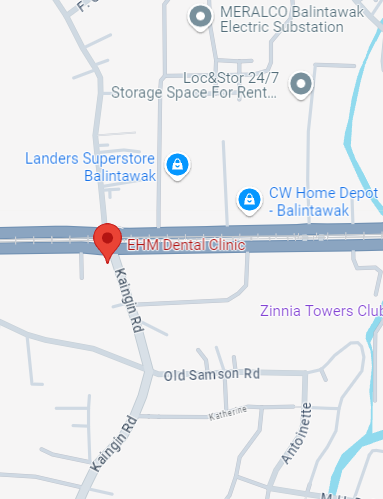 MERALCO Balintawak
Electric Substation
Loc&Stor 24/7
Storage Space For Rent...
Landers Superstore
Balintawak
CW Home Depot
- Balintawak
EHM Dental Clinic
Kaingin Rd
Zinnia Towers Club
Old Samson Rd
Katherine
Kaingin Rd
Antoinette